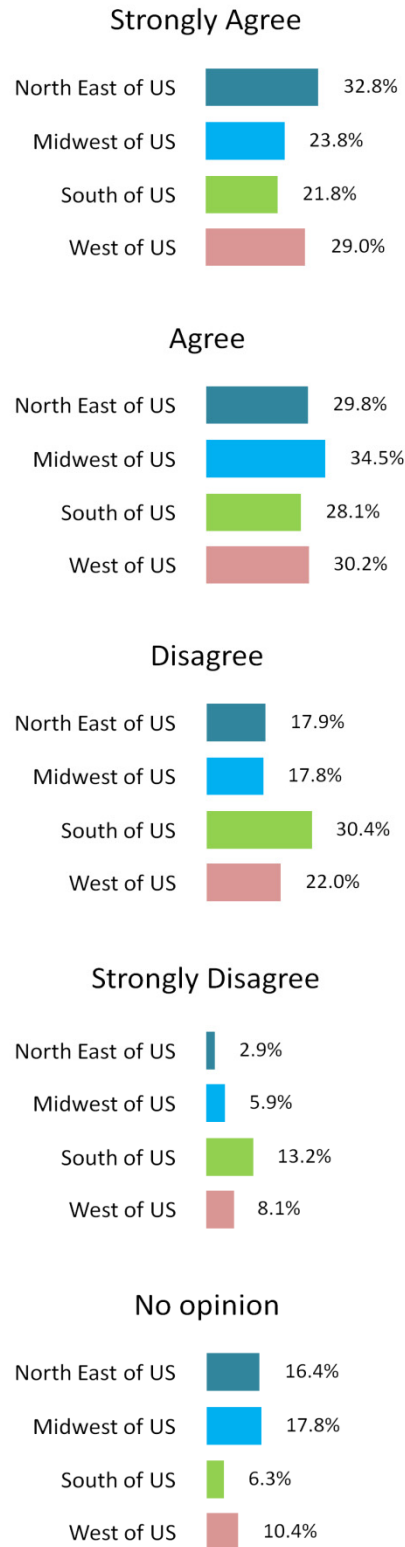 Strongly Agree
North East of US 32.8%
Midwest of US 23.8%
South of US 21.8%
West of US 29.0%
Agree
North East of US 29.8%
Midwest of US 34.5%
South of US 28.1%
West of US 30.2%
Disagree
North East of US 17.9%
Midwest of US 17.8%
South of US 30.4%
West of US 22.0%
Strongly Disagree
North East of US 2.9%
Midwest of US 5.9%
South of US 13.2%
West of US 8.1%
No opinion
North East of US 16.4%
Midwest of US 17.8%
South of US 6.3%
West of US 10.4%